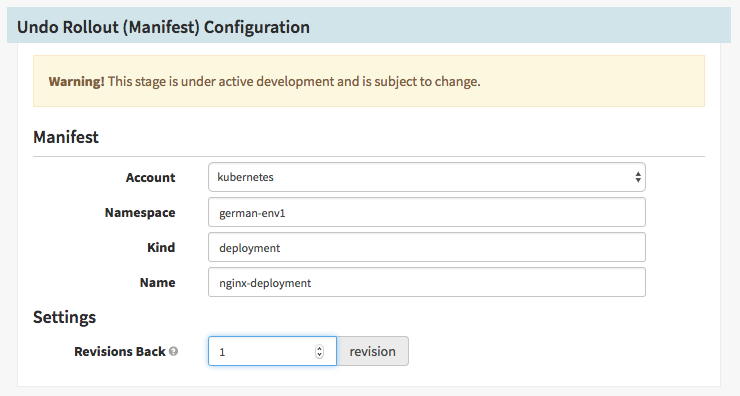 Undo Rollout (Manifest) Configuration
Warning! This stage is under active development and is subject to change.
Manifest
Account kubernetes
Namespace german-env1
Kind deployment
Name nginx-deployment
Settings
Revisions Back ? 1 revision